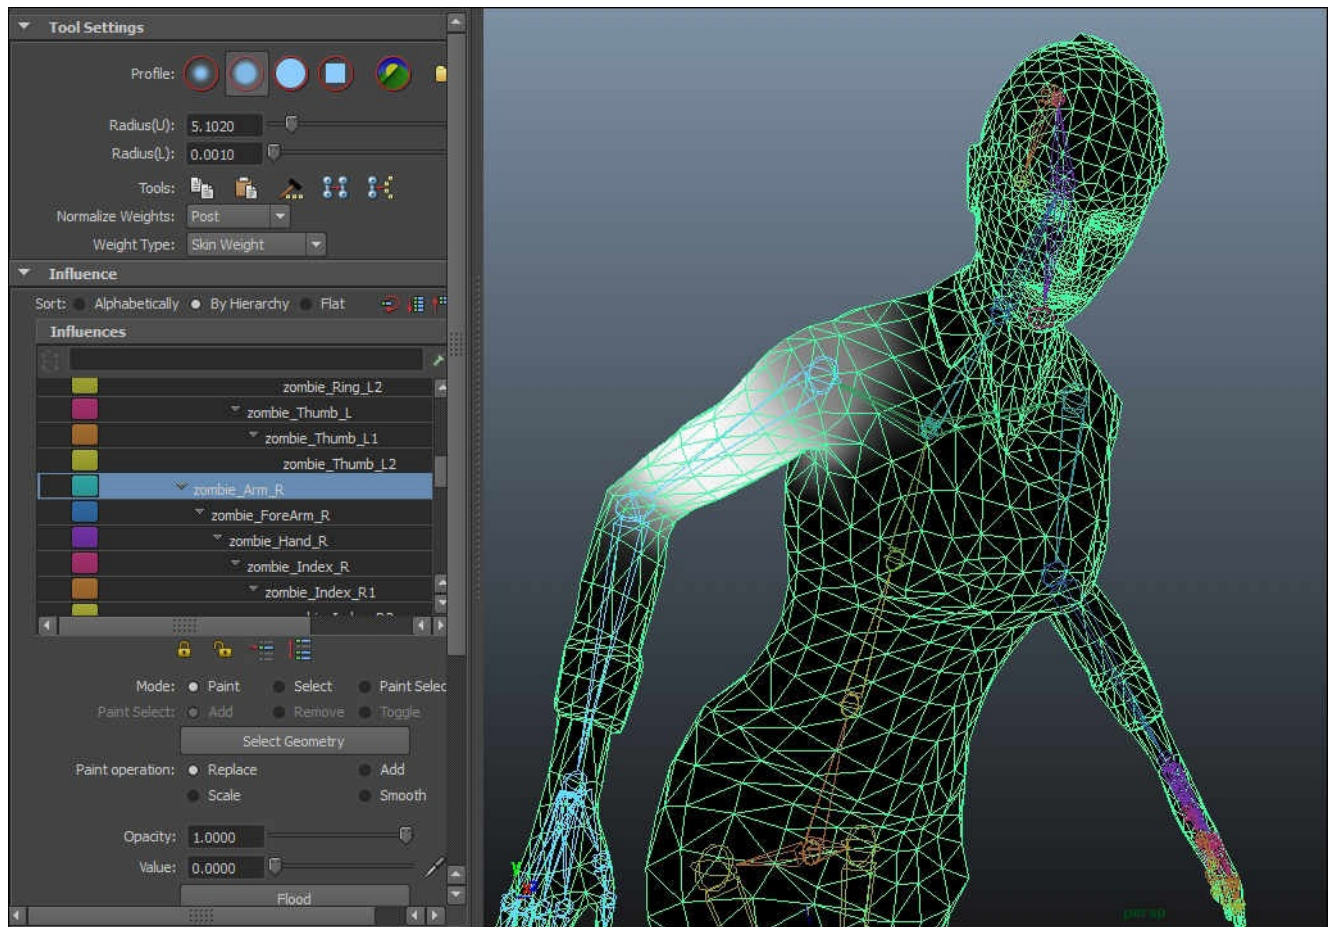 Tool Settings
Profile:
Radius(U): 5.1020
Radius(L): 0.0010
Tools:
Normalize Weights: Post
Weight Type: Skin Weight
Influence
Sort: Alphabetically By Hierarchy Flat
Influences
zombie_Ring_L2
zombie_Thumb_L
zombie_Thumb_L1
zombie_Thumb_L2
zombie_Arm_R
zombie_ForeArm_R
zombie_Hand_R
zombie_Index_R
zombie_Index_R1
Mode: Paint Select Paint Selec
Paint Select: Add Remove Toggle
Select Geometry
Paint operation: Replace Add
Scale Smooth
Opacity: 1.0000
Value: 0.0000
Flood
persp